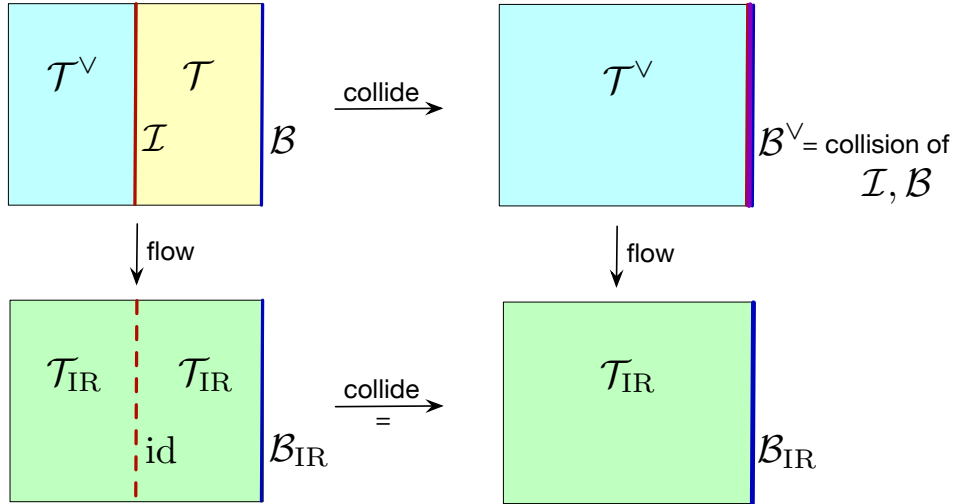 𝒯^∨ 𝒯 𝒯^∨
collide
ℐ ℬ ℬ^∨ = collision of
ℐ, ℬ
flow flow
𝒯_IR 𝒯_IR 𝒯_IR
collide
=
id ℬ_IR ℬ_IR